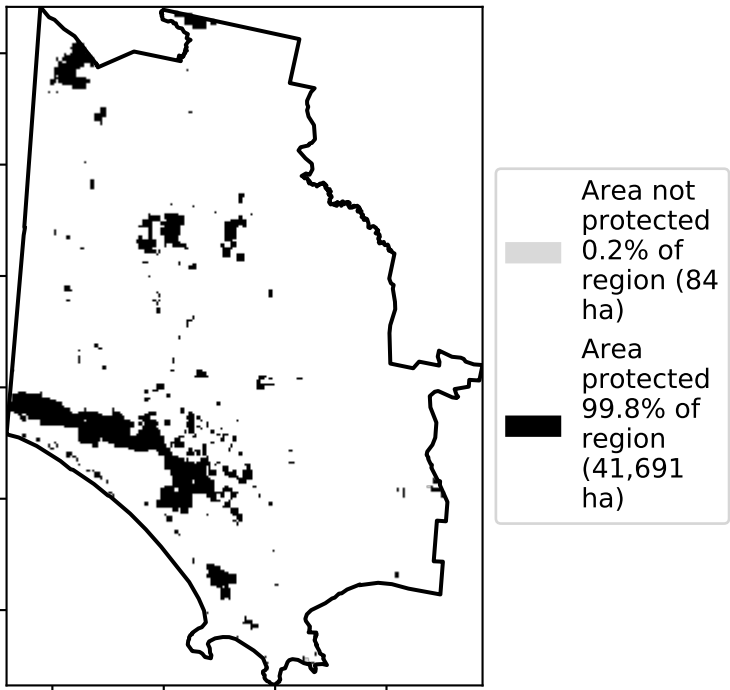 Area not
protected
0.2% of
region (84
ha)
Area
protected
99.8% of
region
(41,691
ha)